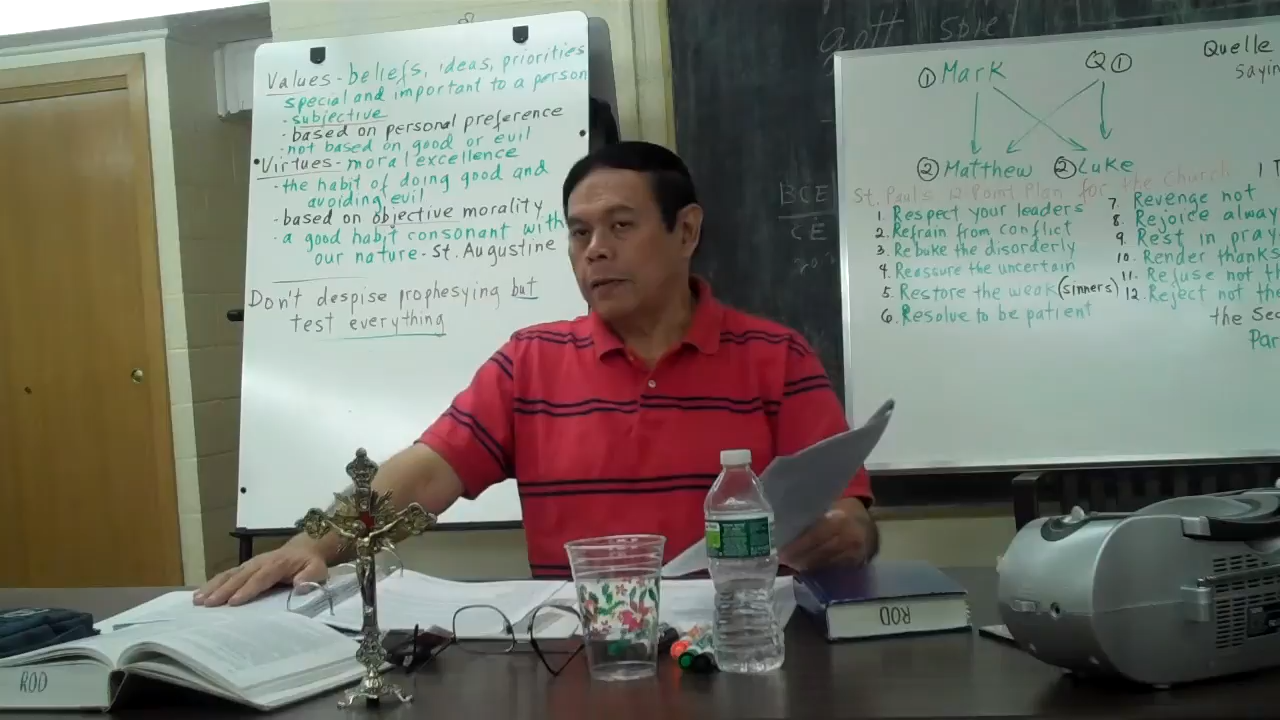 Values - beliefs, ideas, priorities
special and important to a person
- subjective
- based on personal preference
- not based on good or evil
• Virtues - moral excellence
- the habit of doing good and
avoiding evil
- based on objective morality
- a good habit consonant with
our nature - St. Augustine
Don't despise prophesying but
test everything
gott spiel
BCE
CE
Quelle
① Mark Q ①
② Matthew ② Luke
St. Paul's 12 Point Plan for the Church
1. Respect your leaders
2. Refrain from conflict
3. Rebuke the disorderly
4. Reassure the uncertain
5. Restore the weak (sinners)
6. Resolve to be patient
7. Revenge not
8. Rejoice
9. Rest in
10. Render thanks
11. Refuse not
12. Reject not
the
ROD
ROD